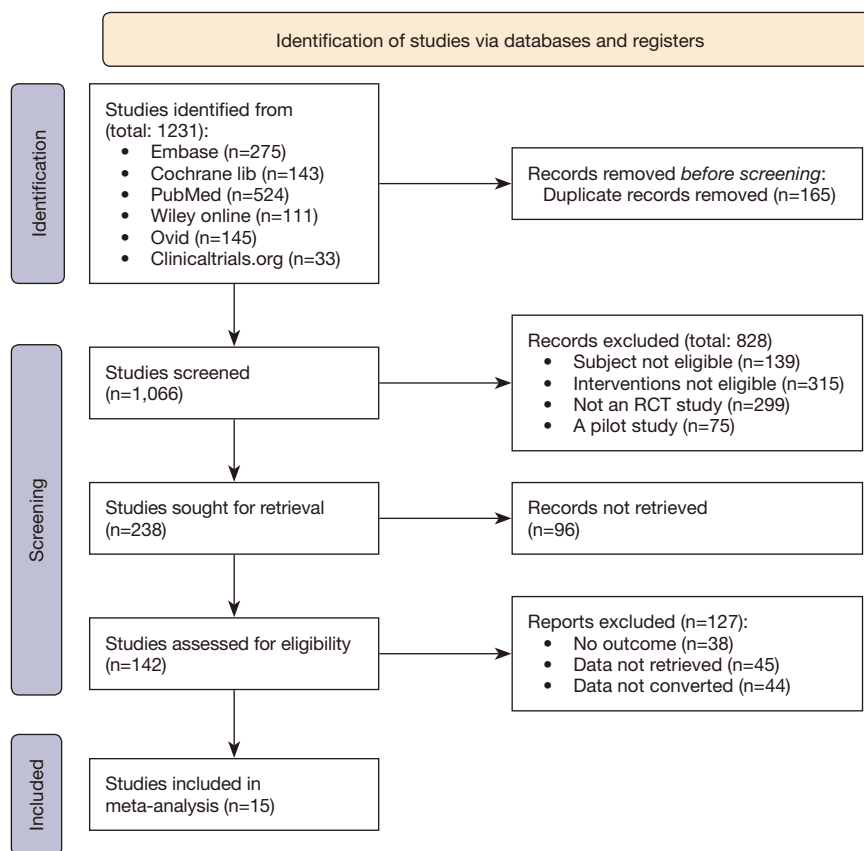 Identification of studies via databases and registers
Identification
Studies identified from
(total: 1231):
• Embase (n=275)
• Cochrane lib (n=143)
• PubMed (n=524)
• Wiley online (n=111)
• Ovid (n=145)
• Clinicaltrials.org (n=33)
Records removed before screening:
Duplicate records removed (n=165)
Screening
Studies screened
(n=1,066)
Records excluded (total: 828)
• Subject not eligible (n=139)
• Interventions not eligible (n=315)
• Not an RCT study (n=299)
• A pilot study (n=75)
Studies sought for retrieval
(n=238)
Records not retrieved
(n=96)
Studies assessed for eligibility
(n=142)
Reports excluded (n=127):
• No outcome (n=38)
• Data not retrieved (n=45)
• Data not converted (n=44)
Included
Studies included in
meta-analysis (n=15)